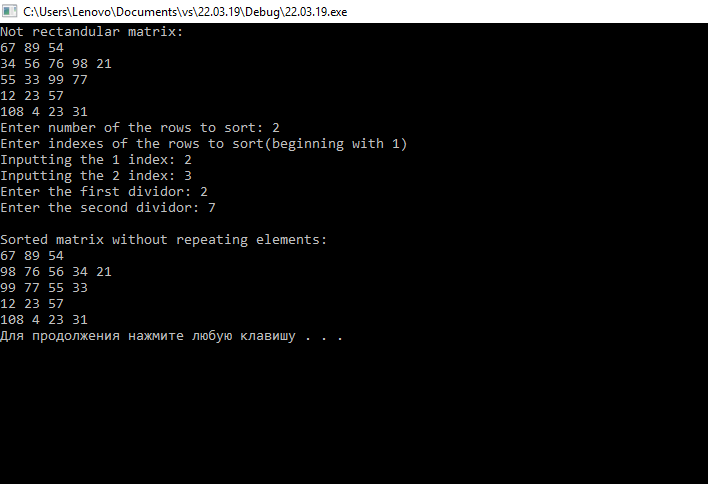 C:\Users\Lenovo\Documents\vs\22.03.19\Debug\22.03.19.exe
Not rectandular matrix:
67 89 54
34 56 76 98 21
55 33 99 77
12 23 57
108 4 23 31
Enter number of the rows to sort: 2
Enter indexes of the rows to sort(beginning with 1)
Inputting the 1 index: 2
Inputting the 2 index: 3
Enter the first dividor: 2
Enter the second dividor: 7
Sorted matrix without repeating elements:
67 89 54
98 76 56 34 21
99 77 55 33
12 23 57
108 4 23 31
Для продолжения нажмите любую клавишу . . .